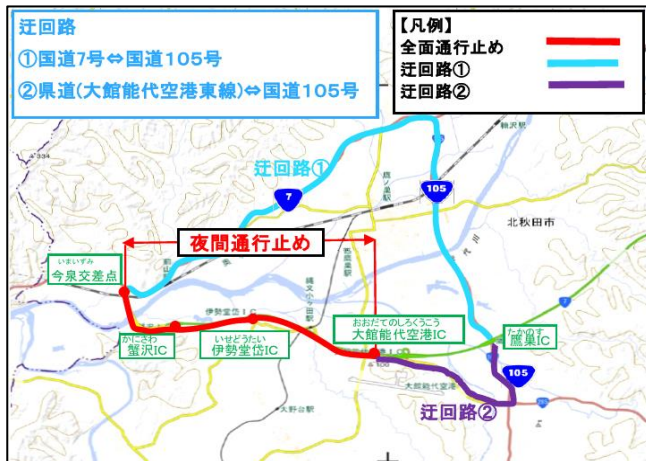 迂回路
①国道7号⇔国道105号
②県道(大館能代空港東線)⇔国道105号
【凡例】
全面通行止め
迂回路①
迂回路②
迂回路①
7
105
北秋田市
夜間通行止め
いまいずみ
今泉交差点
伊勢堂岱IC
かにさわ
蟹沢IC
いせどうたい
伊勢堂岱IC
おおだてのしろくうこう
大館能代空港IC
たかのす
鷹巣IC
105
大館能代空港
迂回路②
大野台駅